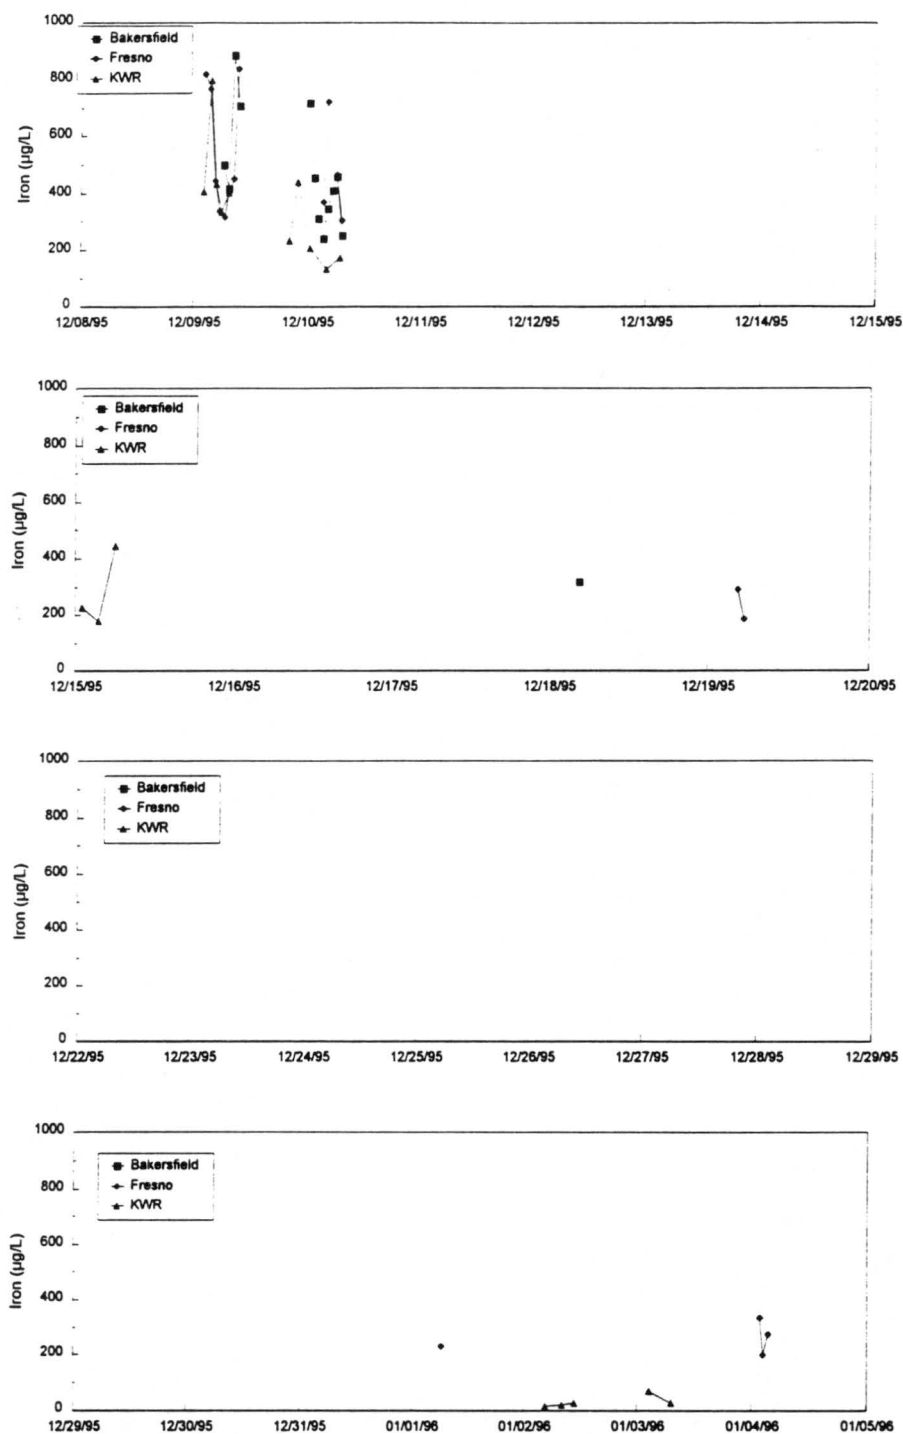 1000
Bakersfield
Fresno
KWR
800
600
400
200
0
Iron (µg/L)
12/08/95 12/09/95 12/10/95 12/11/95 12/12/95 12/13/95 12/14/95 12/15/95
1000
Bakersfield
Fresno
KWR
800
600
400
200
0
Iron (µg/L)
12/15/95 12/16/95 12/17/95 12/18/95 12/19/95 12/20/95
1000
Bakersfield
Fresno
KWR
800
600
400
200
0
Iron (µg/L)
12/22/95 12/23/95 12/24/95 12/25/95 12/26/95 12/27/95 12/28/95 12/29/95
1000
Bakersfield
Fresno
KWR
800
600
400
200
0
Iron (µg/L)
12/29/95 12/30/95 12/31/95 01/01/96 01/02/96 01/03/96 01/04/96 01/05/96